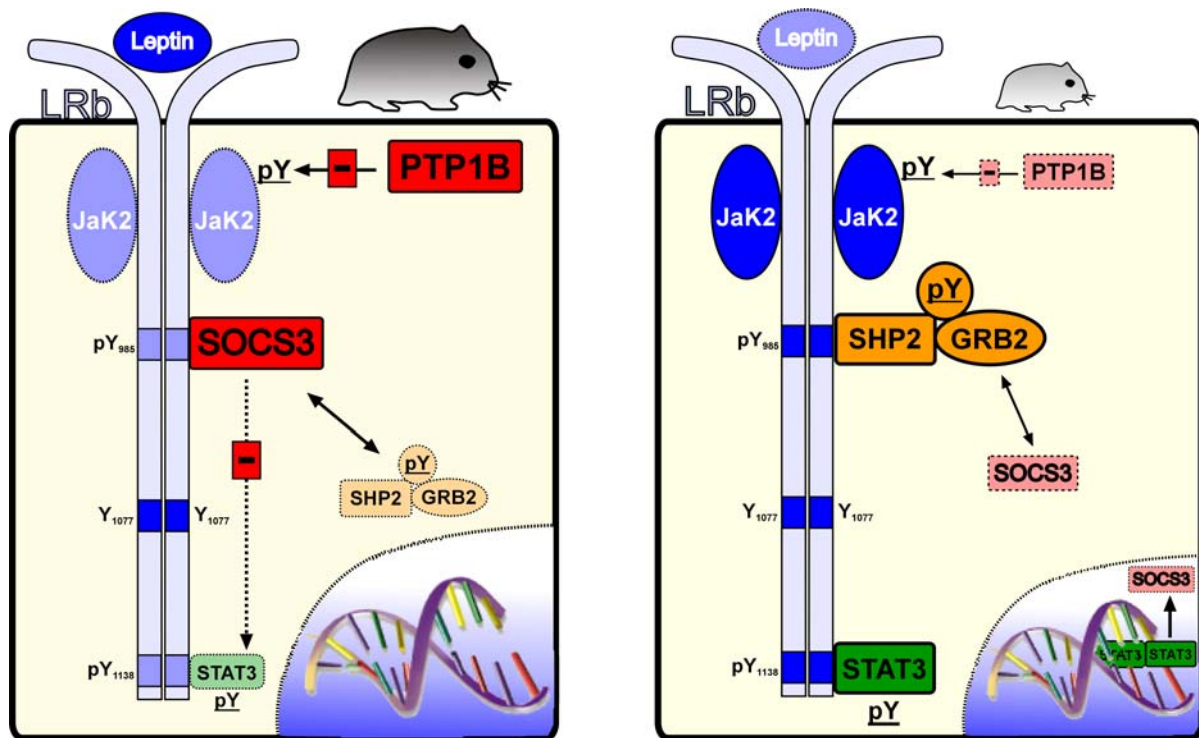 Leptin
LRb
JaK2
JaK2
pY
-
PTP1B
pY985
SOCS3
-
pY
SHP2
GRB2
Y1077
Y1077
pY1138
STAT3
pY
Leptin
LRb
JaK2
JaK2
pY
-
PTP1B
pY985
SHP2
pY
GRB2
SOCS3
Y1077
Y1077
SOCS3
STAT3
STAT3
pY1138
STAT3
pY